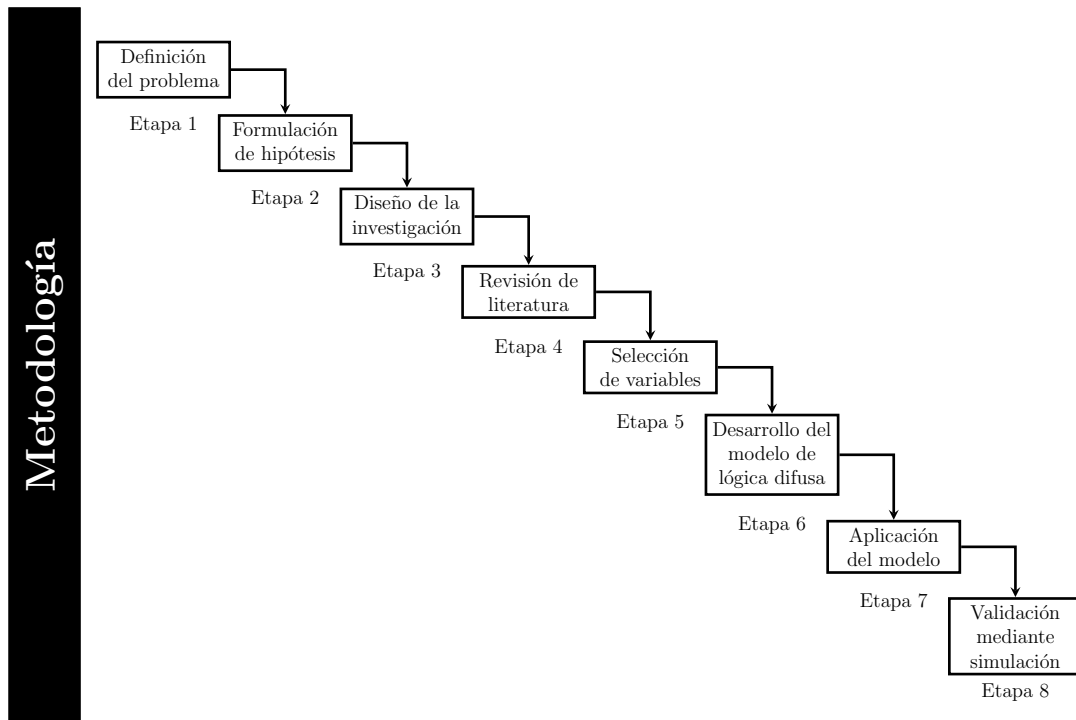 Metodología
Definición
del problema
Etapa 1
Formulación
de hipótesis
Etapa 2
Diseño de la
investigación
Etapa 3
Revisión de
literatura
Etapa 4
Selección
de variables
Etapa 5
Desarrollo del
modelo de
lógica difusa
Etapa 6
Aplicación
del modelo
Etapa 7
Validación
mediante
simulación
Etapa 8